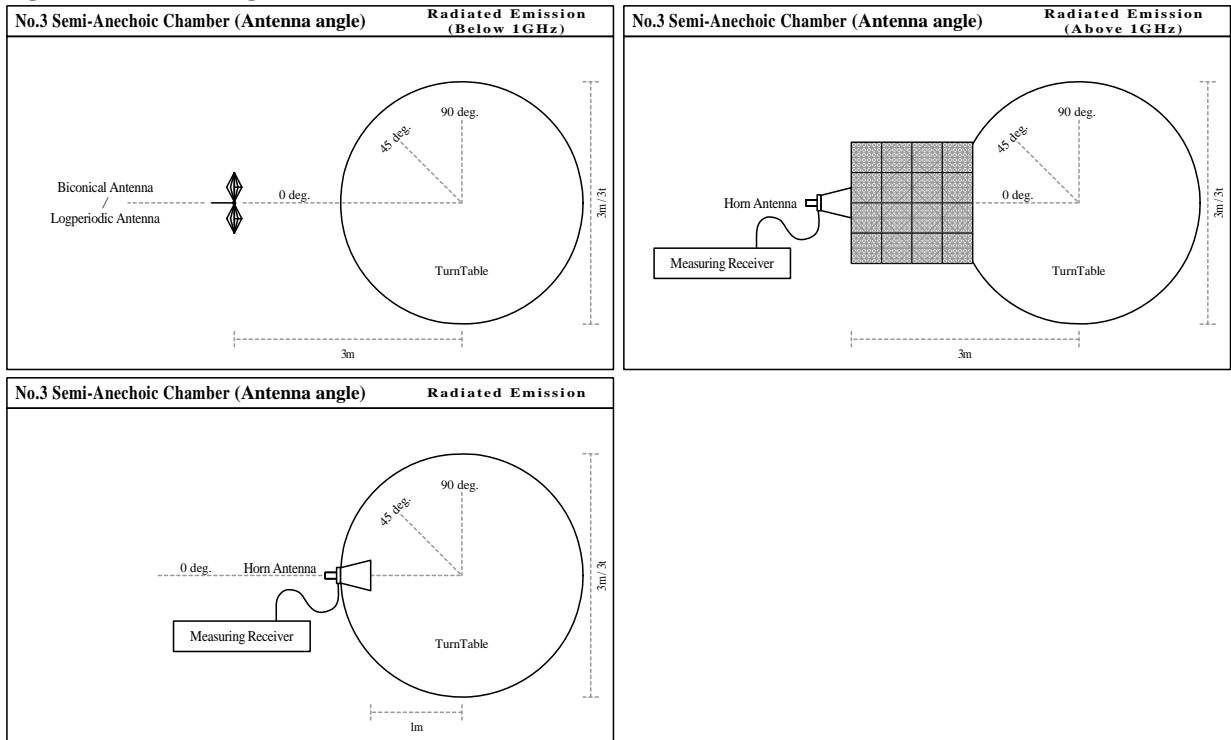 No.3 Semi-Anechoic Chamber (Antenna angle)
Radiated Emission
(Below 1GHz)
90 deg.
45 deg.
Biconical Antenna
0 deg.
Logperiodic Antenna
3m / 3t
TurnTable
3m
No.3 Semi-Anechoic Chamber (Antenna angle)
Radiated Emission
(Above 1GHz)
90 deg.
45 deg.
Horn Antenna
0 deg.
3m / 3t
Measuring Receiver
TurnTable
3m
No.3 Semi-Anechoic Chamber (Antenna angle)
Radiated Emission
90 deg.
45 deg.
0 deg.
Horn Antenna
3m / 3t
Measuring Receiver
TurnTable
1m